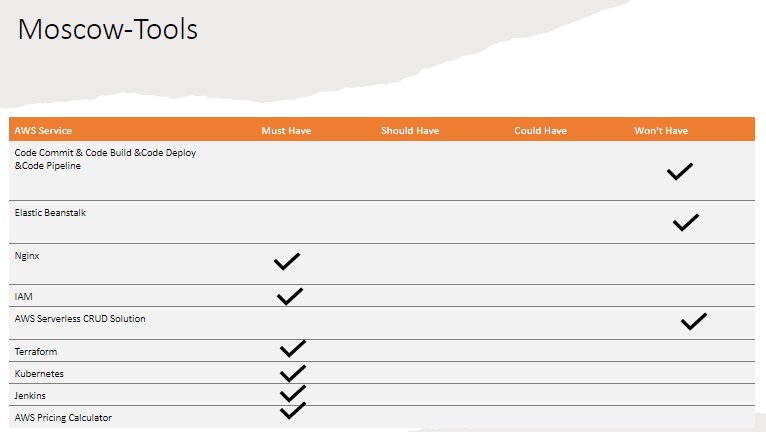 Moscow-Tools
AWS Service Must Have Should Have Could Have Won't Have
Code Commit & Code Build &Code Deploy
&Code Pipeline
Elastic Beanstalk
Nginx
IAM
AWS Serverless CRUD Solution
Terraform
Kubernetes
Jenkins
AWS Pricing Calculator